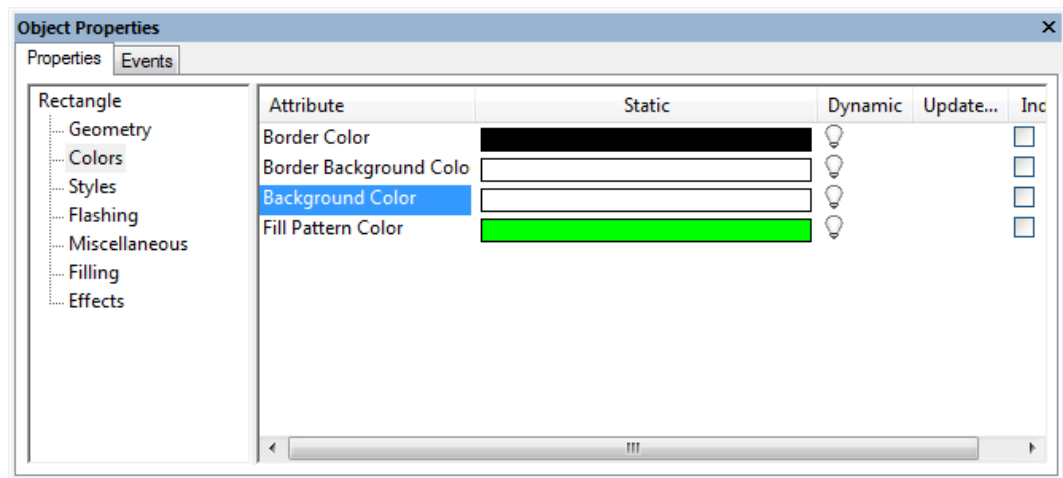 Object Properties
Properties Events
Rectangle
Geometry
Colors
Styles
Flashing
Miscellaneous
Filling
Effects
Attribute Static Dynamic Update... Inc
Border Color
Border Background Colo
Background Color
Fill Pattern Color